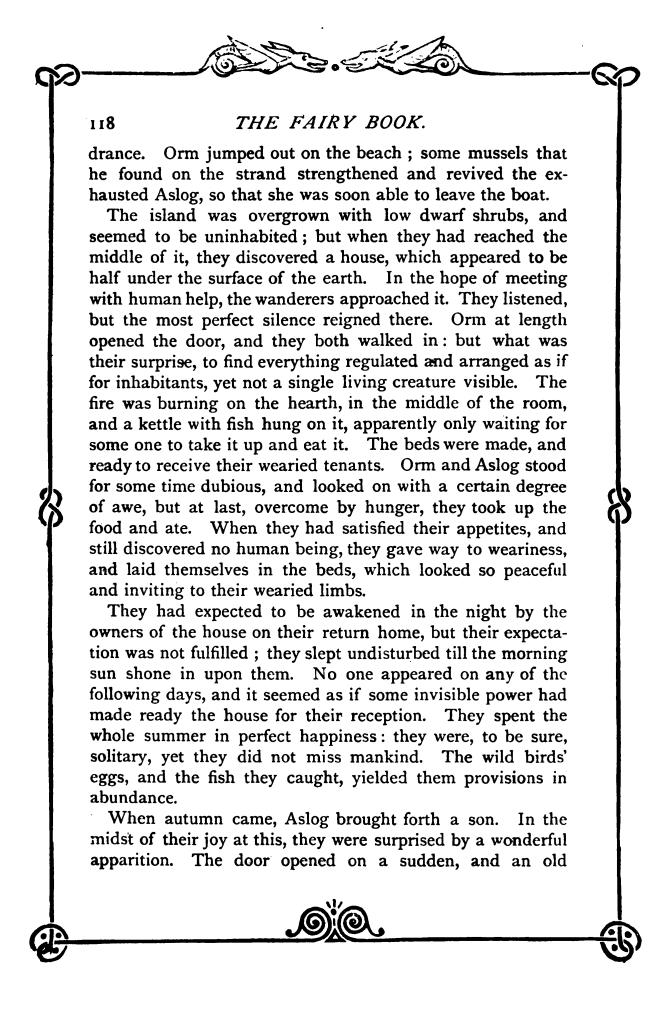 118 THE FAIRY BOOK.
drance. Orm jumped out on the beach ; some mussels that
he found on the strand strengthened and revived the ex-
hausted Aslog, so that she was soon able to leave the boat.
The island was overgrown with low dwarf shrubs, and
seemed to be uninhabited ; but when they had reached the
middle of it, they discovered a house, which appeared to be
half under the surface of the earth. In the hope of meeting
with human help, the wanderers approached it. They listened,
but the most perfect silence reigned there. Orm at length
opened the door, and they both walked in : but what was
their surprise, to find everything regulated and arranged as if
for inhabitants, yet not a single living creature visible. The
fire was burning on the hearth, in the middle of the room,
and a kettle with fish hung on it, apparently only waiting for
some one to take it up and eat it. The beds were made, and
ready to receive their wearied tenants. Orm and Aslog stood
for some time dubious, and looked on with a certain degree
of awe, but at last, overcome by hunger, they took up the
food and ate. When they had satisfied their appetites, and
still discovered no human being, they gave way to weariness,
and laid themselves in the beds, which looked so peaceful
and inviting to their wearied limbs.
They had expected to be awakened in the night by the
owners of the house on their return home, but their expecta-
tion was not fulfilled ; they slept undisturbed till the morning
sun shone in upon them. No one appeared on any of the
following days, and it seemed as if some invisible power had
made ready the house for their reception. They spent the
whole summer in perfect happiness : they were, to be sure,
solitary, yet they did not miss mankind. The wild birds'
eggs, and the fish they caught, yielded them provisions in
abundance.
When autumn came, Aslog brought forth a son. In the
midst of their joy at this, they were surprised by a wonderful
apparition. The door opened on a sudden, and an old